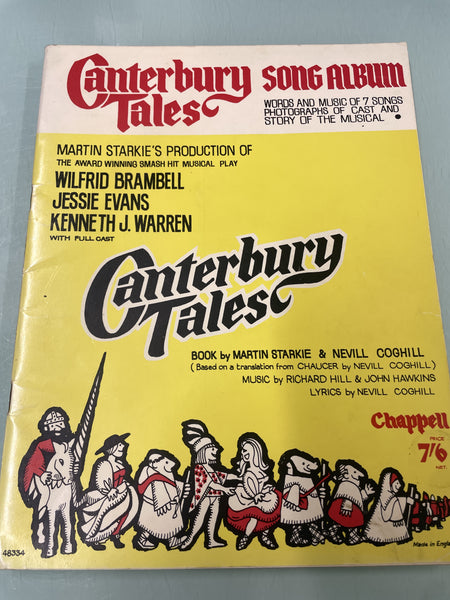 Canterbury Tales SONG ALBUM
WORDS AND MUSIC OF 7 SONGS
PHOTOGRAPHS OF CAST AND
STORY OF THE MUSICAL •
MARTIN STARKIE'S PRODUCTION OF
THE AWARD WINNING SMASH HIT MUSICAL PLAY
WILFRID BRAMBELL
JESSIE EVANS
KENNETH J. WARREN
WITH FULL CAST
Canterbury
Tales
BOOK by MARTIN STARKIE & NEVILL COGHILL
(Based on a translation from CHAUCER by NEVILL COGHILL)
MUSIC by RICHARD HILL & JOHN HAWKINS
LYRICS by NEVILL COGHILL
Chappell
PRICE
7'6
NET.
48334
Made in England